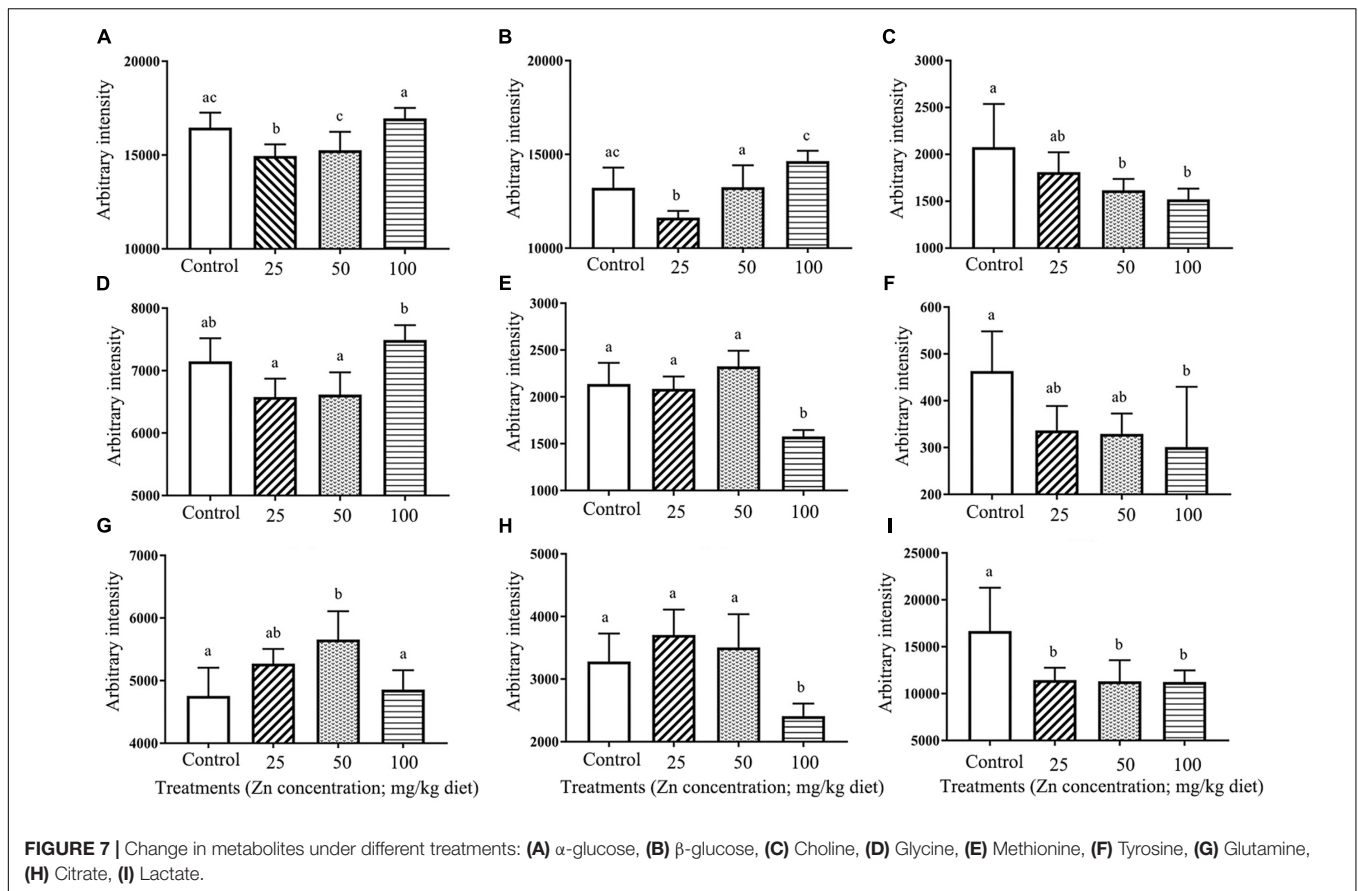 A
Arbitrary intensity
20000
15000
10000
ac
b
c
a
Control 25 50 100
B
Arbitrary intensity
20000
15000
10000
ac
b
a
c
Control 25 50 100
C
Arbitrary intensity
3000
2500
2000
1500
1000
a
ab
b
b
Control 25 50 100
D
Arbitrary intensity
8000
7000
6000
5000
ab
a
a
b
Control 25 50 100
E
Arbitrary intensity
3000
2500
2000
1500
1000
a
a
a
b
Control 25 50 100
F
Arbitrary intensity
600
500
400
300
200
a
ab
ab
b
Control 25 50 100
G
Arbitrary intensity
7000
6000
5000
4000
a
ab
b
a
Control 25 50 100
Treatments (Zn concentration; mg/kg diet)
H
Arbitrary intensity
5000
4000
3000
2000
a
a
a
b
Control 25 50 100
Treatments (Zn concentration; mg/kg diet)
I
Arbitrary intensity
25000
20000
15000
10000
5000
a
b
b
b
Control 25 50 100
Treatments (Zn concentration; mg/kg diet)
FIGURE 7 | Change in metabolites under different treatments: (A) α-glucose, (B) β-glucose, (C) Choline, (D) Glycine, (E) Methionine, (F) Tyrosine, (G) Glutamine,
(H) Citrate, (I) Lactate.